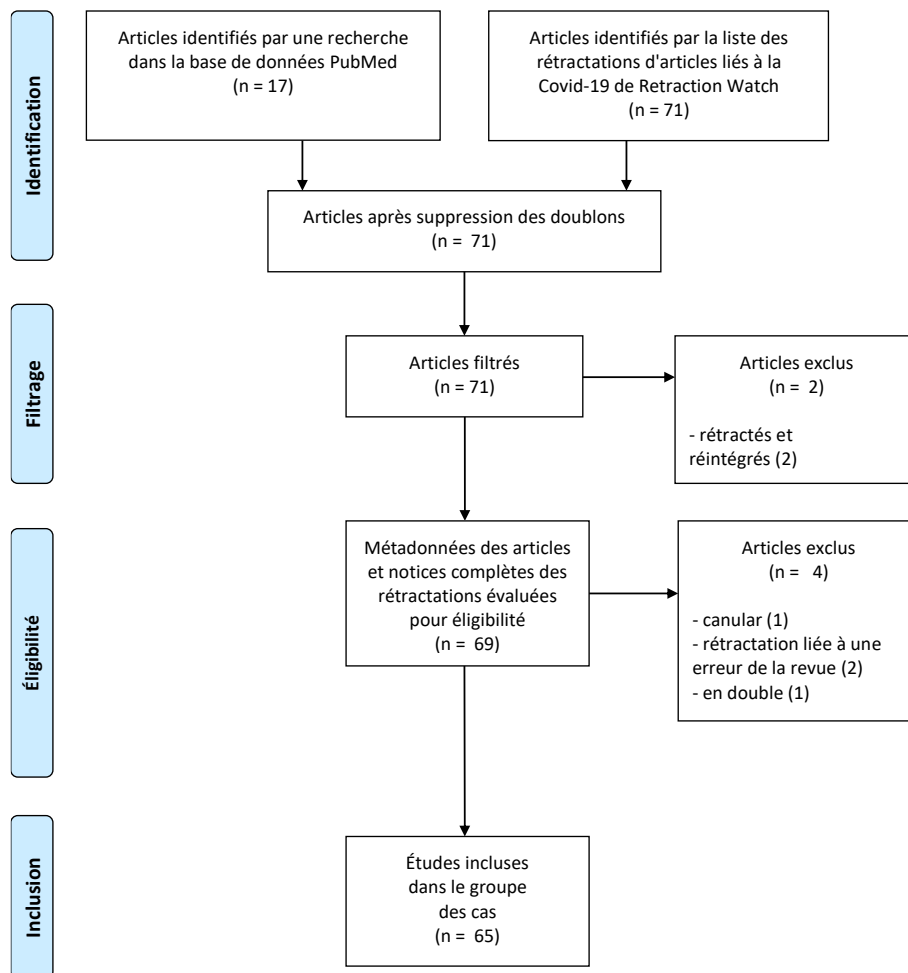 Identification
Articles identifiés par une recherche
dans la base de données PubMed
(n = 17)
Articles identifiés par la liste des
rétractations d'articles liés à la
Covid-19 de Retraction Watch
(n = 71)
Articles après suppression des doublons
(n = 71)
Filtrage
Articles filtrés
(n = 71)
Articles exclus
(n = 2)
- rétractés et
réintégrés (2)
Éligibilité
Métadonnées des articles
et notices complètes des
rétractations évaluées
pour éligibilité
(n = 69)
Articles exclus
(n = 4)
- canular (1)
- rétractation liée à une
erreur de la revue (2)
- en double (1)
Inclusion
Études incluses
dans le groupe
des cas
(n = 65)